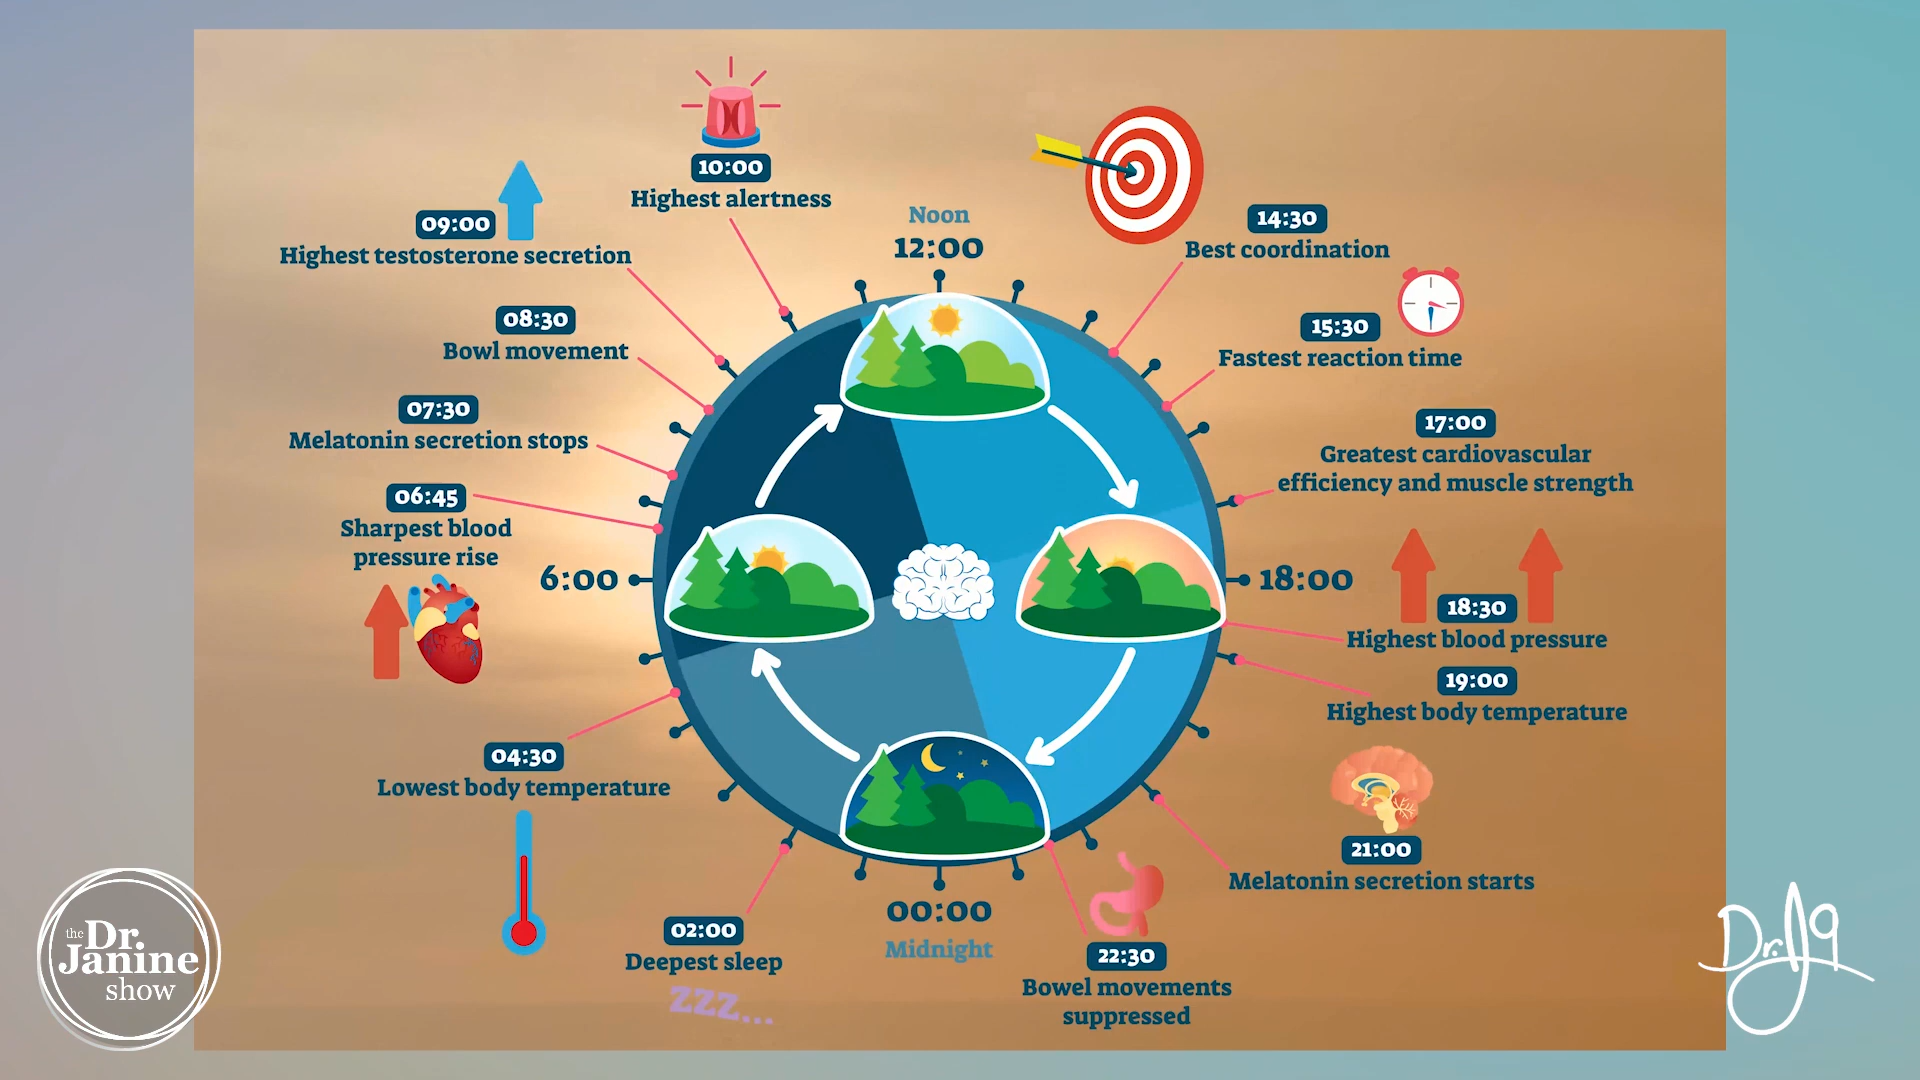 10:00
Highest alertness
09:00
Highest testosterone secretion
08:30
Bowl movement
07:30
Melatonin secretion stops
06:45
Sharpest blood
pressure rise
6:00
04:30
Lowest body temperature
02:00
Deepest sleep
ZZZ...
Noon
12:00
14:30
Best coordination
15:30
Fastest reaction time
17:00
Greatest cardiovascular
efficiency and muscle strength
18:00
18:30
Highest blood pressure
19:00
Highest body temperature
21:00
Melatonin secretion starts
22:30
Bowel movements
suppressed
00:00
Midnight
the Dr.
Janine
show
Dr. J9